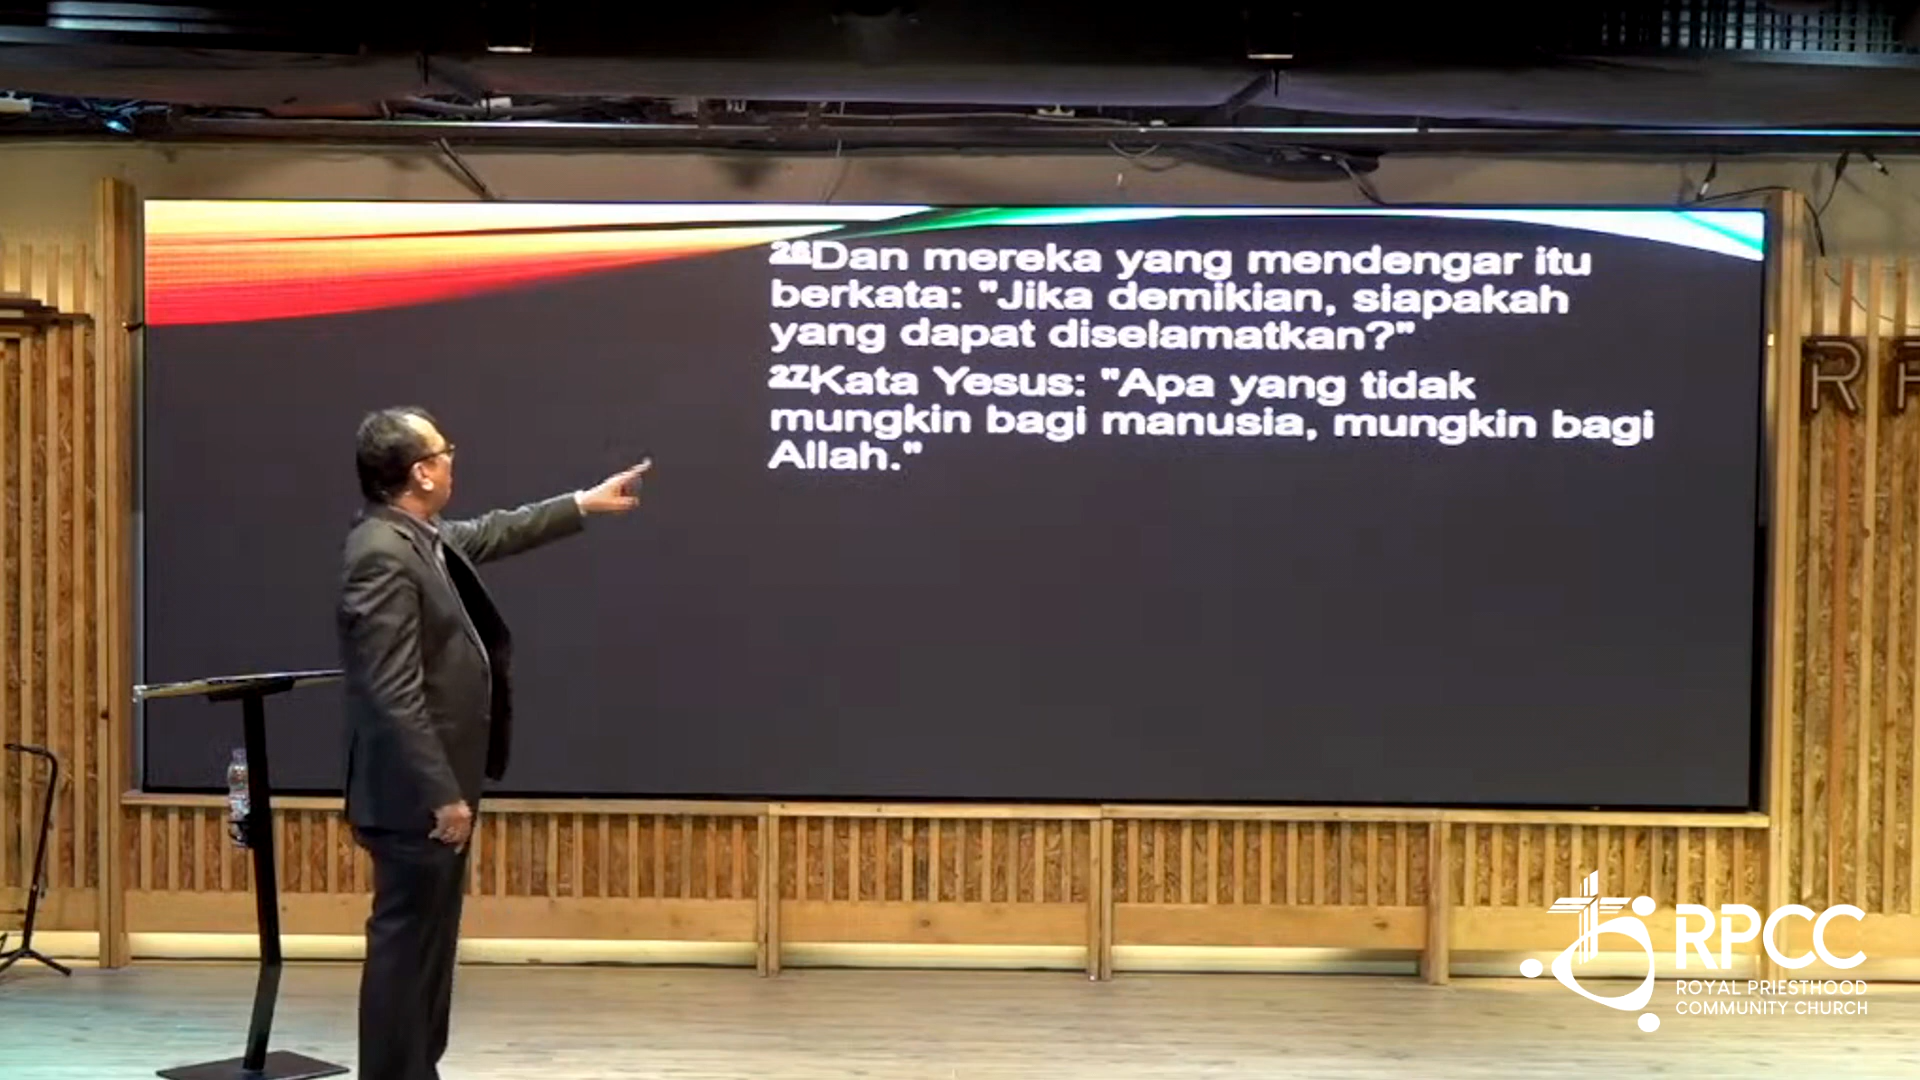 26Dan mereka yang mendengar itu
berkata: "Jika demikian, siapakah
yang dapat diselamatkan?"
27Kata Yesus: "Apa yang tidak
mungkin bagi manusia, mungkin bagi
Allah."
R
RPCC
ROYAL PRIESTHOOD
COMMUNITY CHURCH